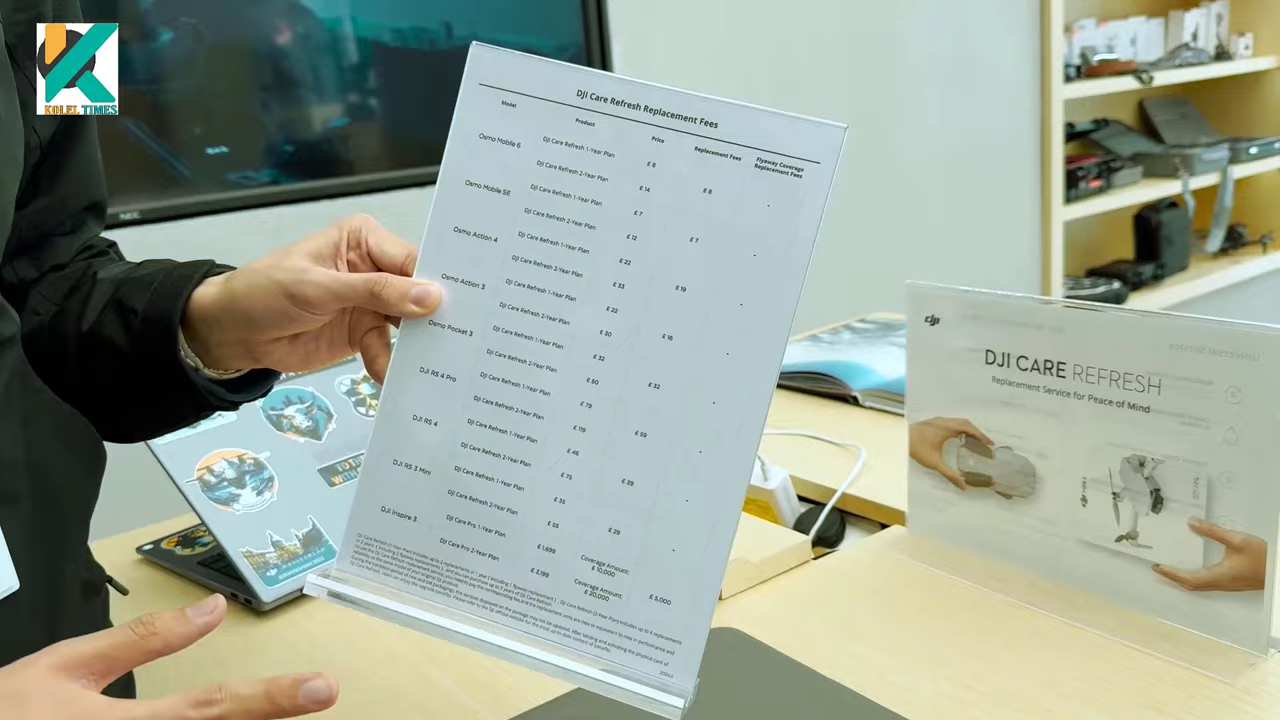 KOLEL TIMES
NEC
DJI Care Refresh Replacement Fees
Model Product Price Replacement Fees Flyaway Coverage Replacement Fees
Osmo Mobile 6 DJI Care Refresh 1-Year Plan £ 8 £ 8 -
DJI Care Refresh 2-Year Plan £ 14
Osmo Mobile SE DJI Care Refresh 1-Year Plan £ 7 £ 7 -
DJI Care Refresh 2-Year Plan £ 12
Osmo Action 4 DJI Care Refresh 1-Year Plan £ 22 £ 19 -
DJI Care Refresh 2-Year Plan £ 33
Osmo Action 3 DJI Care Refresh 1-Year Plan £ 22 £ 16 -
DJI Care Refresh 2-Year Plan £ 30
Osmo Pocket 3 DJI Care Refresh 1-Year Plan £ 32 £ 32 -
DJI Care Refresh 2-Year Plan £ 50
DJI RS 4 Pro DJI Care Refresh 1-Year Plan £ 79 £ 59 -
DJI Care Refresh 2-Year Plan £ 119
DJI RS 4 DJI Care Refresh 1-Year Plan £ 46 £ 39 -
DJI Care Refresh 2-Year Plan £ 75
DJI RS 3 Mini DJI Care Refresh 1-Year Plan £ 35 £ 29 -
DJI Care Refresh 2-Year Plan £ 55
DJI Inspire 3 DJI Care Pro 1-Year Plan £ 1,699 Coverage Amount: £ 10,000 £ 5,000
DJI Care Pro 2-Year Plan £ 3,199 Coverage Amount: £ 20,000
dji
DJI CARE REFRESH
Replacement Service for Peace of Mind